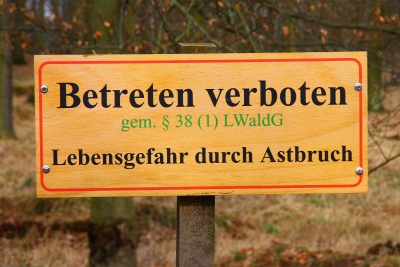 Betreten verboten
gem. § 38 (1) LWaldG
Lebensgefahr durch Astbruch